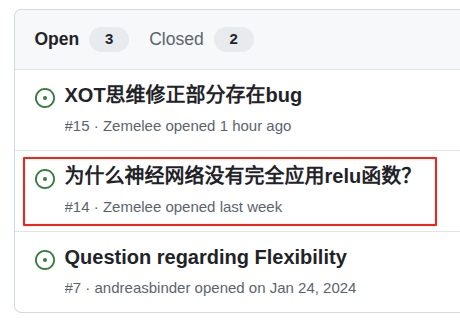 Open 3 Closed 2
XOT思维修正部分存在bug
#15 · Zemelee opened 1 hour ago
为什么神经网络没有完全应用relu函数？
#14 · Zemelee opened last week
Question regarding Flexibility
#7 · andreasbinder opened on Jan 24, 2024